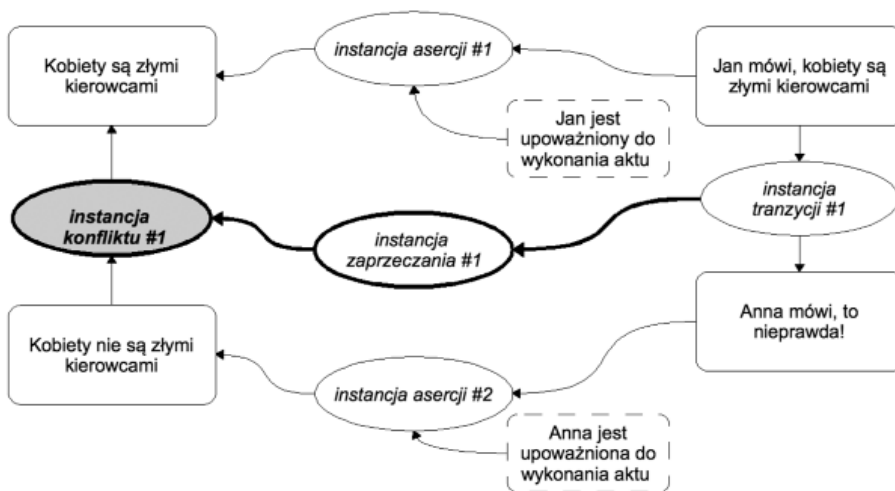 Kobiety są złymi
kierowcami
instancja asercji #1
Jan mówi, kobiety są
złymi kierowcami
Jan jest
upoważniony do
wykonania aktu
instancja
konfliktu #1
instancja
zaprzeczania #1
instancja
tranzycji #1
Kobiety nie są złymi
kierowcami
instancja asercji #2
Anna mówi, to
nieprawda!
Anna jest
upoważniona do
wykonania aktu